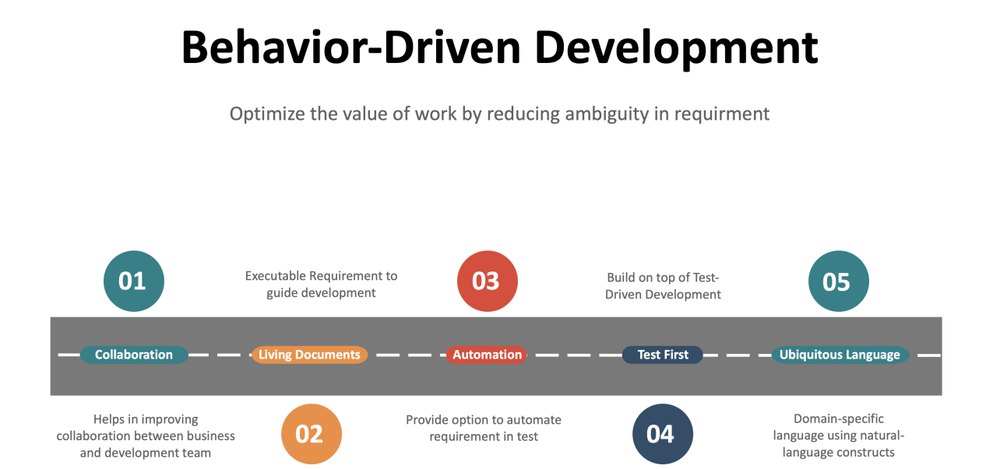 Behavior-Driven Development
Optimize the value of work by reducing ambiguity in requirment
01
Collaboration
Helps in improving
collaboration between business
and development team
Executable Requirement to
guide development
Living Documents
02
03
Automation
Provide option to automate
requirement in test
Build on top of Test-
Driven Development
Test First
04
05
Ubiquitous Language
Domain-specific
language using natural-
language constructs